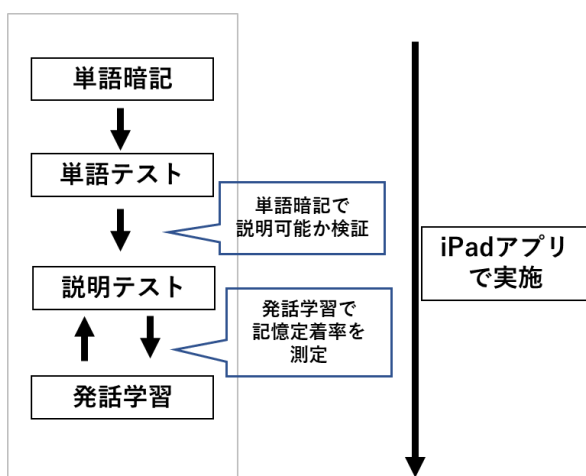 単語暗記
単語テスト
単語暗記で
説明可能か検証
説明テスト
発話学習で
記憶定着率を
測定
発話学習
iPadアプリ
で実施